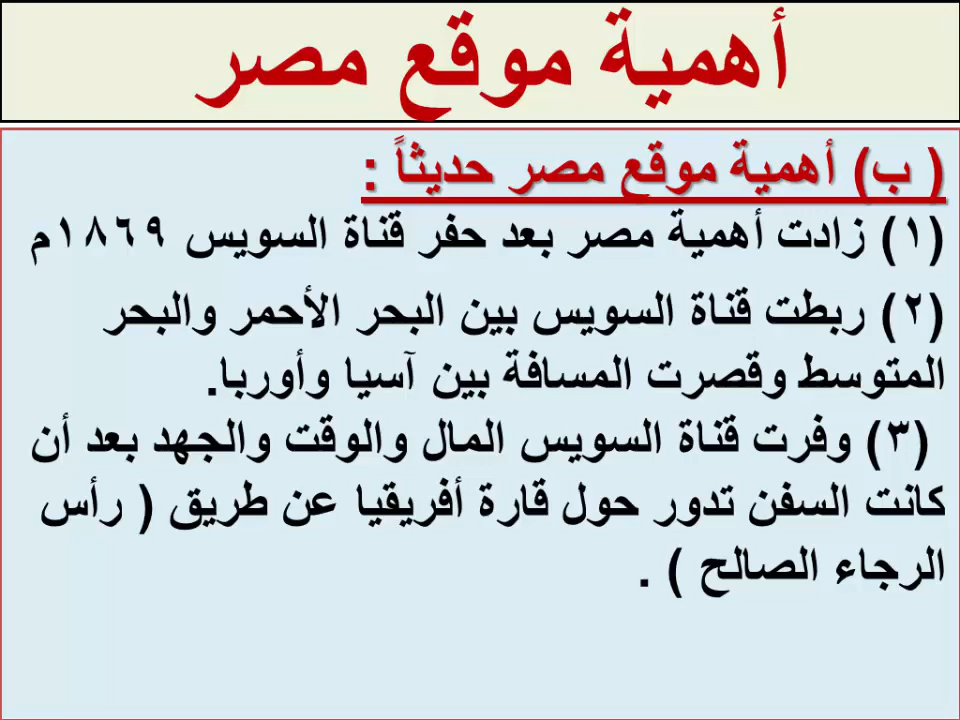 أهمية موقع مصر
( ب) أهمية موقع مصر حديثاً :
(١) زادت أهمية مصر بعد حفر قناة السويس ١٨٦٩م
(٢) ربطت قناة السويس بين البحر الأحمر والبحر
المتوسط وقصرت المسافة بين آسيا وأوربا.
(٣) وفرت قناة السويس المال والوقت والجهد بعد أن
كانت السفن تدور حول قارة أفريقيا عن طريق ( رأس
الرجاء الصالح ) .